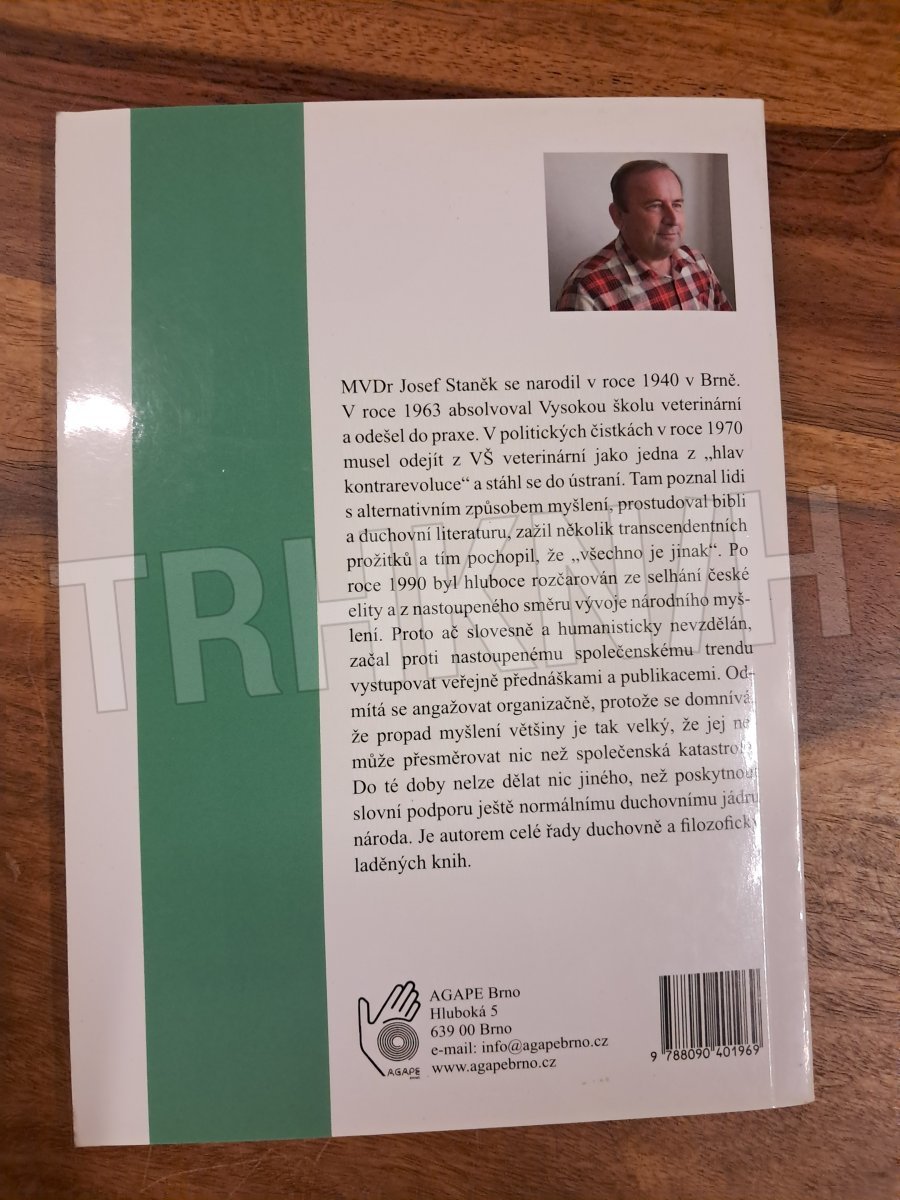 MVDr Josef Staněk se narodil v roce 1940 v Brně.
V roce 1963 absolvoval Vysokou školu veterinární
a odešel do praxe. V politických čistkách v roce 1970
musel odejít z VŠ veterinární jako jedna z „hlav
kontrarevoluce“ a stáhl se do ústraní. Tam poznal lidi
s alternativním způsobem myšlení, prostudoval bibli
a duchovní literaturu, zažil několik transcendentních
prožitků a tím pochopil, že „všechno je jinak“. Po
roce 1990 byl hluboce rozčarován ze selhání české
elity a z nastoupeného směru vývoje národního myš-
lení. Proto ač slovesně a humanisticky nevzdělán,
začal proti nastoupenému společenskému trendu
vystupovat veřejně přednáškami a publikacemi. Od-
mítá se angažovat organizačně, protože se domnívá,
že propad myšlení většiny je tak velký, že jej ne
může přesměrovat nic než společenská katastrofa.
Do té doby nelze dělat nic jiného, než poskytnout
slovní podporu ještě normálnímu duchovnímu jádru
národa. Je autorem celé řady duchovně a filozoficky
laděných knih.
TRHKNIH
AGAPE Brno
Hluboká 5
639 00 Brno
e-mail: info@agapebrno.cz
www.agapebrno.cz
AGAPE
BRNO
9 788090 401969